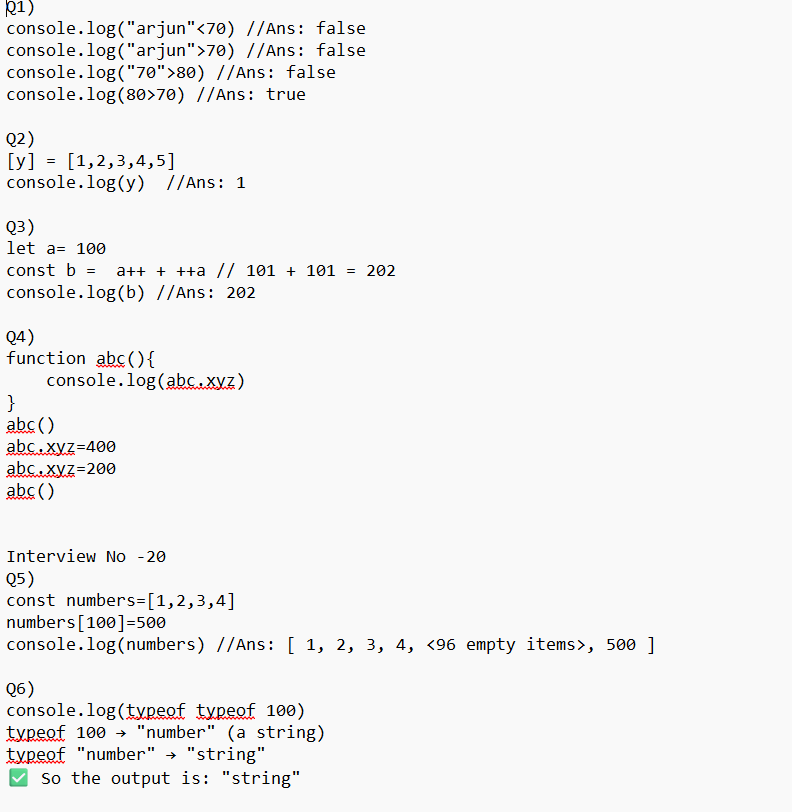 Q1)
console.log("arjun"<70) //Ans: false
console.log("arjun">70) //Ans: false
console.log("70">80) //Ans: false
console.log(80>70) //Ans: true
Q2)
[y] = [1,2,3,4,5]
console.log(y)  //Ans: 1
Q3)
let a= 100
const b =  a++ + ++a // 101 + 101 = 202
console.log(b) //Ans: 202
Q4)
function abc(){
    console.log(abc.xyz)
}
abc()
abc.xyz=400
abc.xyz=200
abc()
Interview No -20
Q5)
const numbers=[1,2,3,4]
numbers[100]=500
console.log(numbers) //Ans: [ 1, 2, 3, 4, <96 empty items>, 500 ]
Q6)
console.log(typeof typeof 100)
typeof 100 → "number" (a string)
typeof "number" → "string"
✅ So the output is: "string"